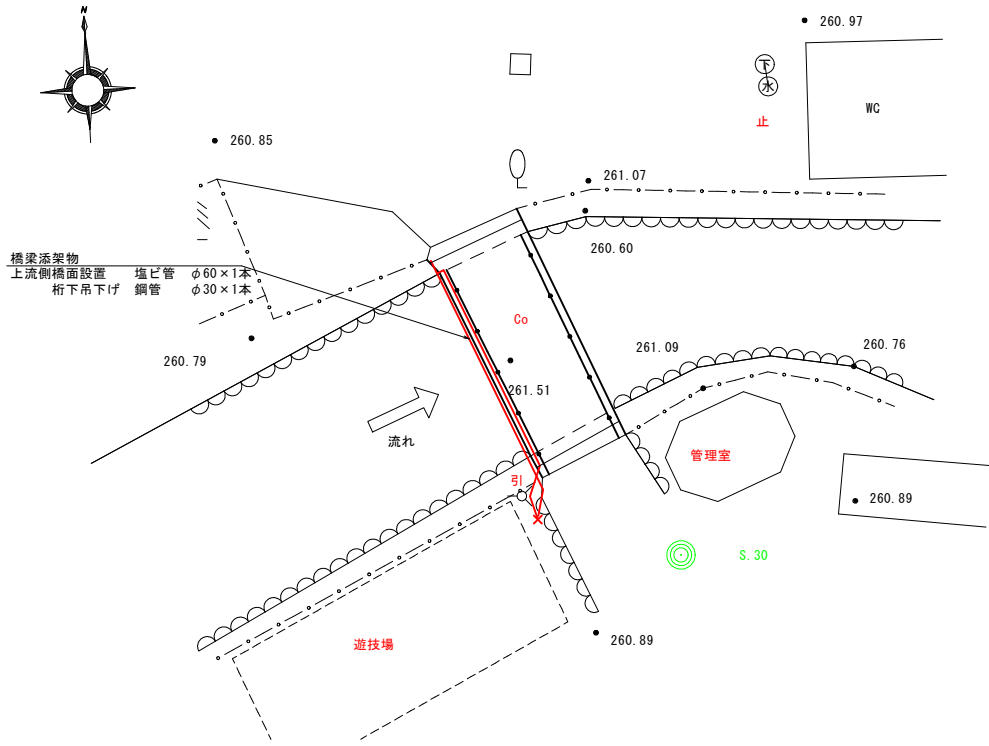 N
260.97
下
水
止
WC
260.85
261.07
260.60
橋梁添架物
上流側橋面設置 塩ビ管 φ60×1本
桁下吊下げ 鋼管 φ30×1本
Co
260.79
261.09
260.76
261.51
流れ
管理室
引
260.89
S.30
遊技場
260.89